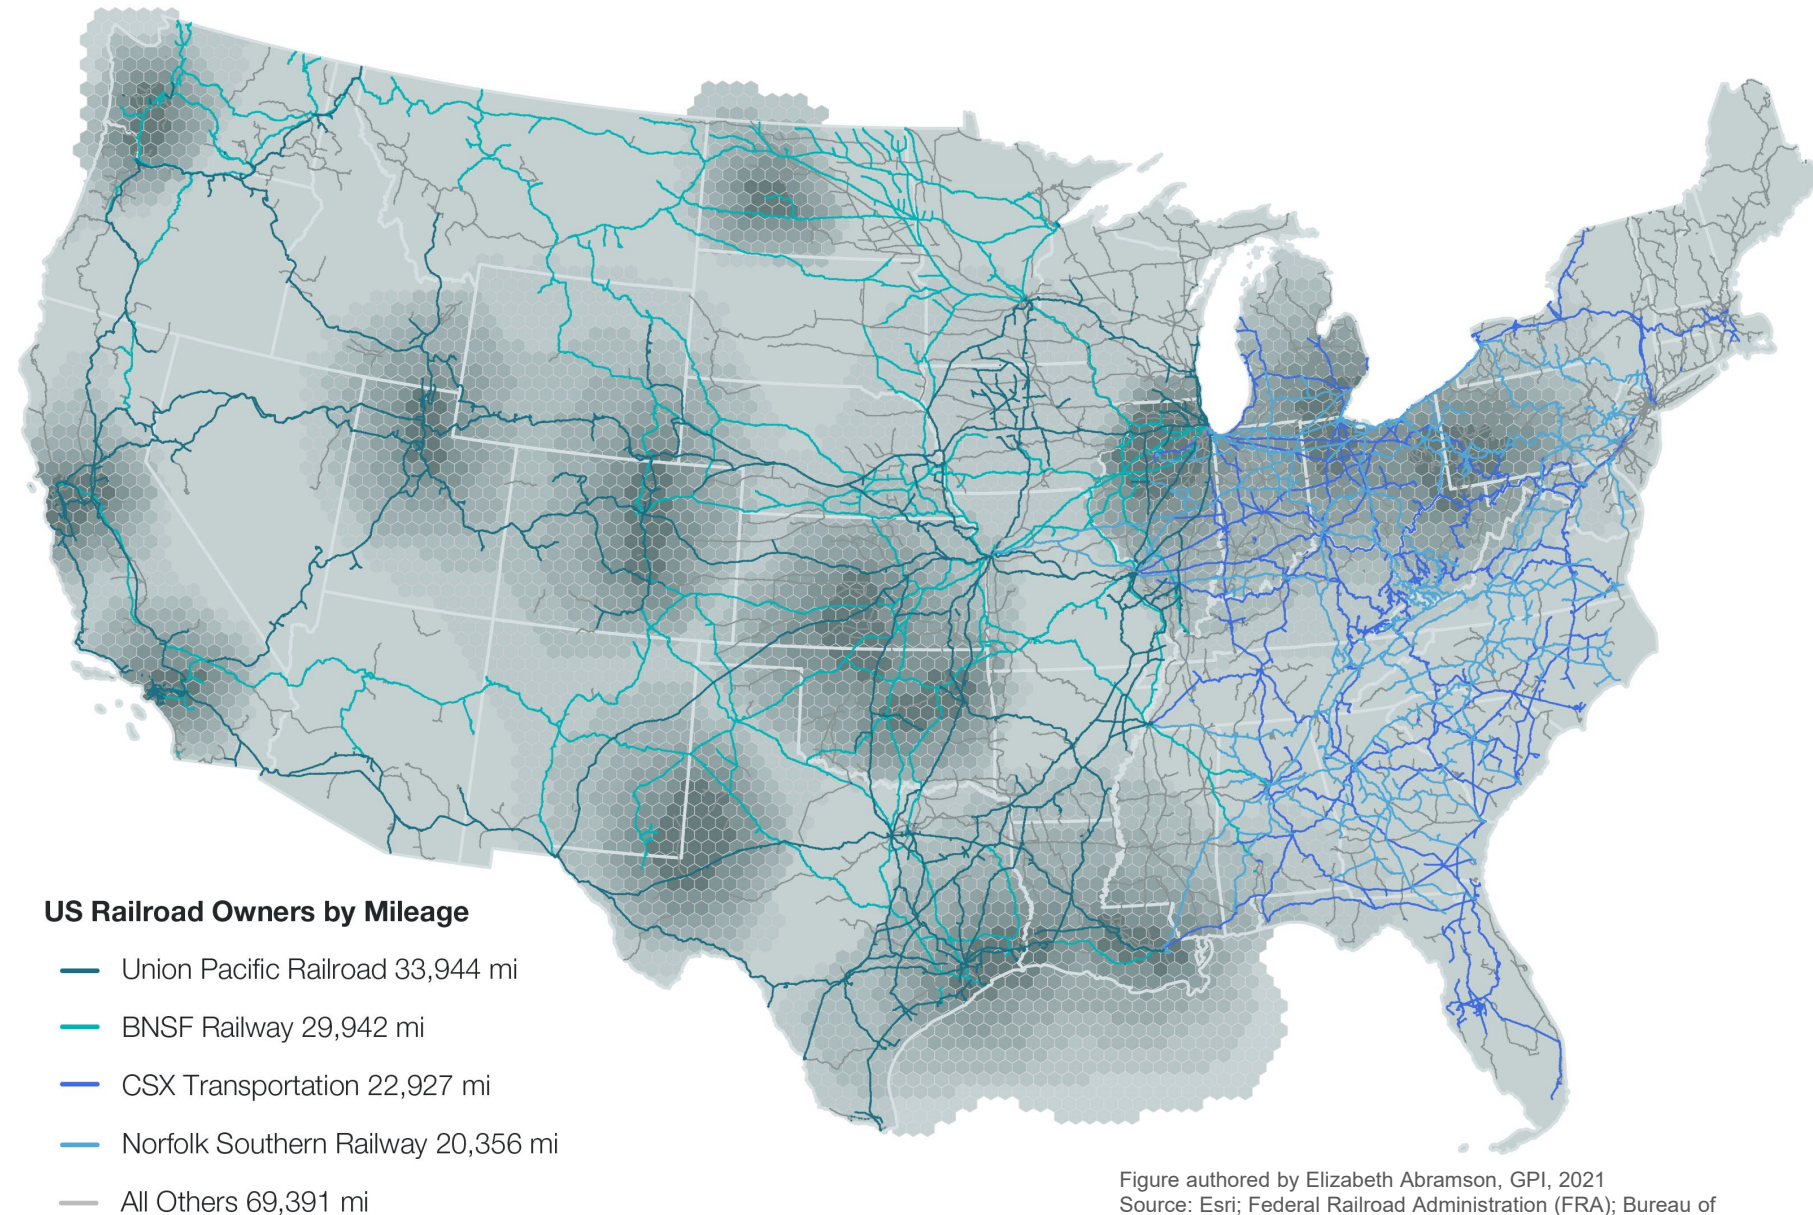 US Railroad Owners by Mileage
Union Pacific Railroad 33,944 mi
BNSF Railway 29,942 mi
CSX Transportation 22,927 mi
Norfolk Southern Railway 20,356 mi
All Others 69,391 mi
Figure authored by Elizabeth Abramson, GPI, 2021
Source: Esri; Federal Railroad Administration (FRA); Bureau of